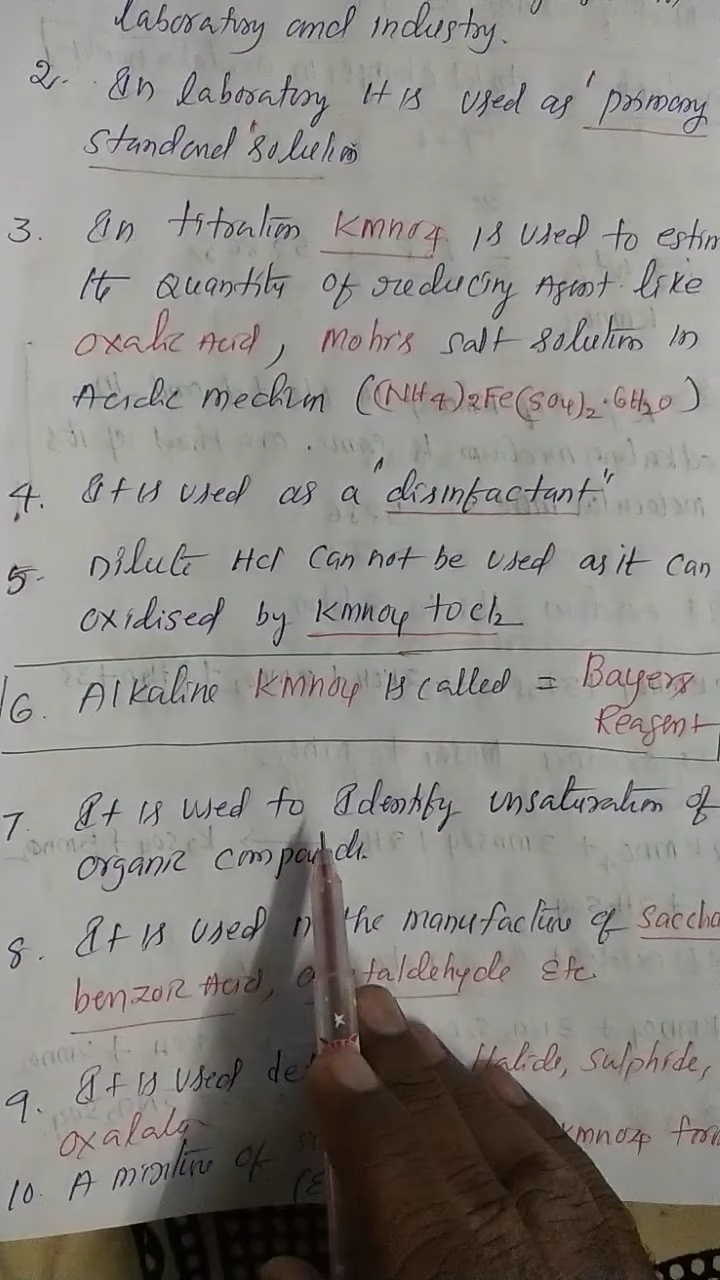 laboratory and industry.
2. In laboratory it is used as 'primary
standard' solution
3. In titration KMnO4 is used to estim
the quantity of reducing Agent like
Oxalic Acid, Mohr's salt solution in
Acidic medium ((NH4)2Fe(SO4)2·6H2O)
4. It is used as a "disinfactant."
5. Dilute HCl can not be used as it can
oxidised by KMnO4 to Cl2
6. Alkaline KMnO4 is called = Bayers
Reagent
7. It is used to Identify unsaturation of
organic compounds.
8. It is used in the manufacture of Saccha
benzoic Acid, taldehyde Etc
9. It is used de Halide, Sulphide,
oxalate
10. A mixture of KMnO4 for